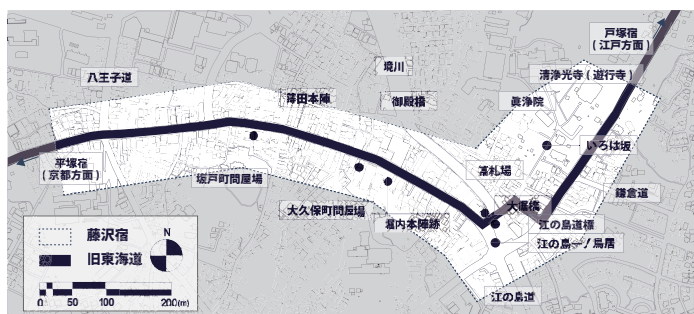 戸塚宿
(江戸方面)
境川
清浄光寺(遊行寺)
八王子道
蒔田本陣
御殿橋
眞浄院
いろは坂
平塚宿
(京都方面)
高札場
坂戸町問屋場
鎌倉道
大久保町問屋場
大鋸橋
堀内本陣跡
江の島道標
江の島一ノ鳥居
江の島道
藤沢宿
旧東海道
N
0 50 100 200(m)